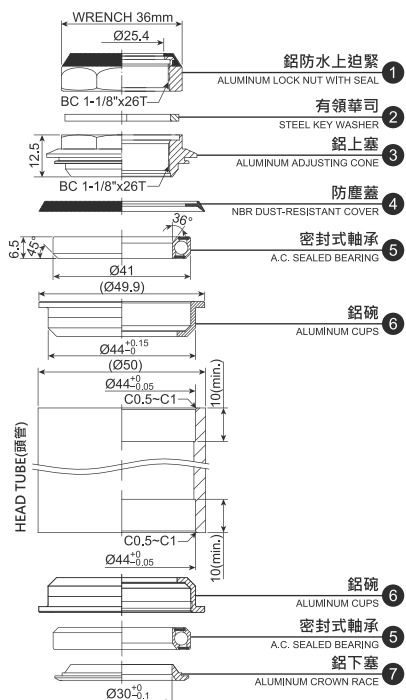 WRENCH 36mm
Ø25.4
BC 1-1/8"x26T
鋁防水上迫緊
ALUMINUM LOCK NUT WITH SEAL
1
有領華司
STEEL KEY WASHER
2
12.5
BC 1-1/8"x26T
鋁上塞
ALUMINUM ADJUSTING CONE
3
防塵蓋
NBR DUST-RESISTANT COVER
4
36°
6.5
45°
Ø41
密封式軸承
A.C. SEALED BEARING
5
(Ø49.9)
鋁碗
ALUMINUM CUPS
6
Ø44 +0.15 -0
(Ø50)
Ø44 +0 -0.05
C0.5~C1
10(min.)
HEAD TUBE(頭管)
C0.5~C1
Ø44 +0 -0.05
10(min.)
鋁碗
ALUMINUM CUPS
6
密封式軸承
A.C. SEALED BEARING
5
鋁下塞
ALUMINUM CROWN RACE
7
Ø30 +0 -0.1